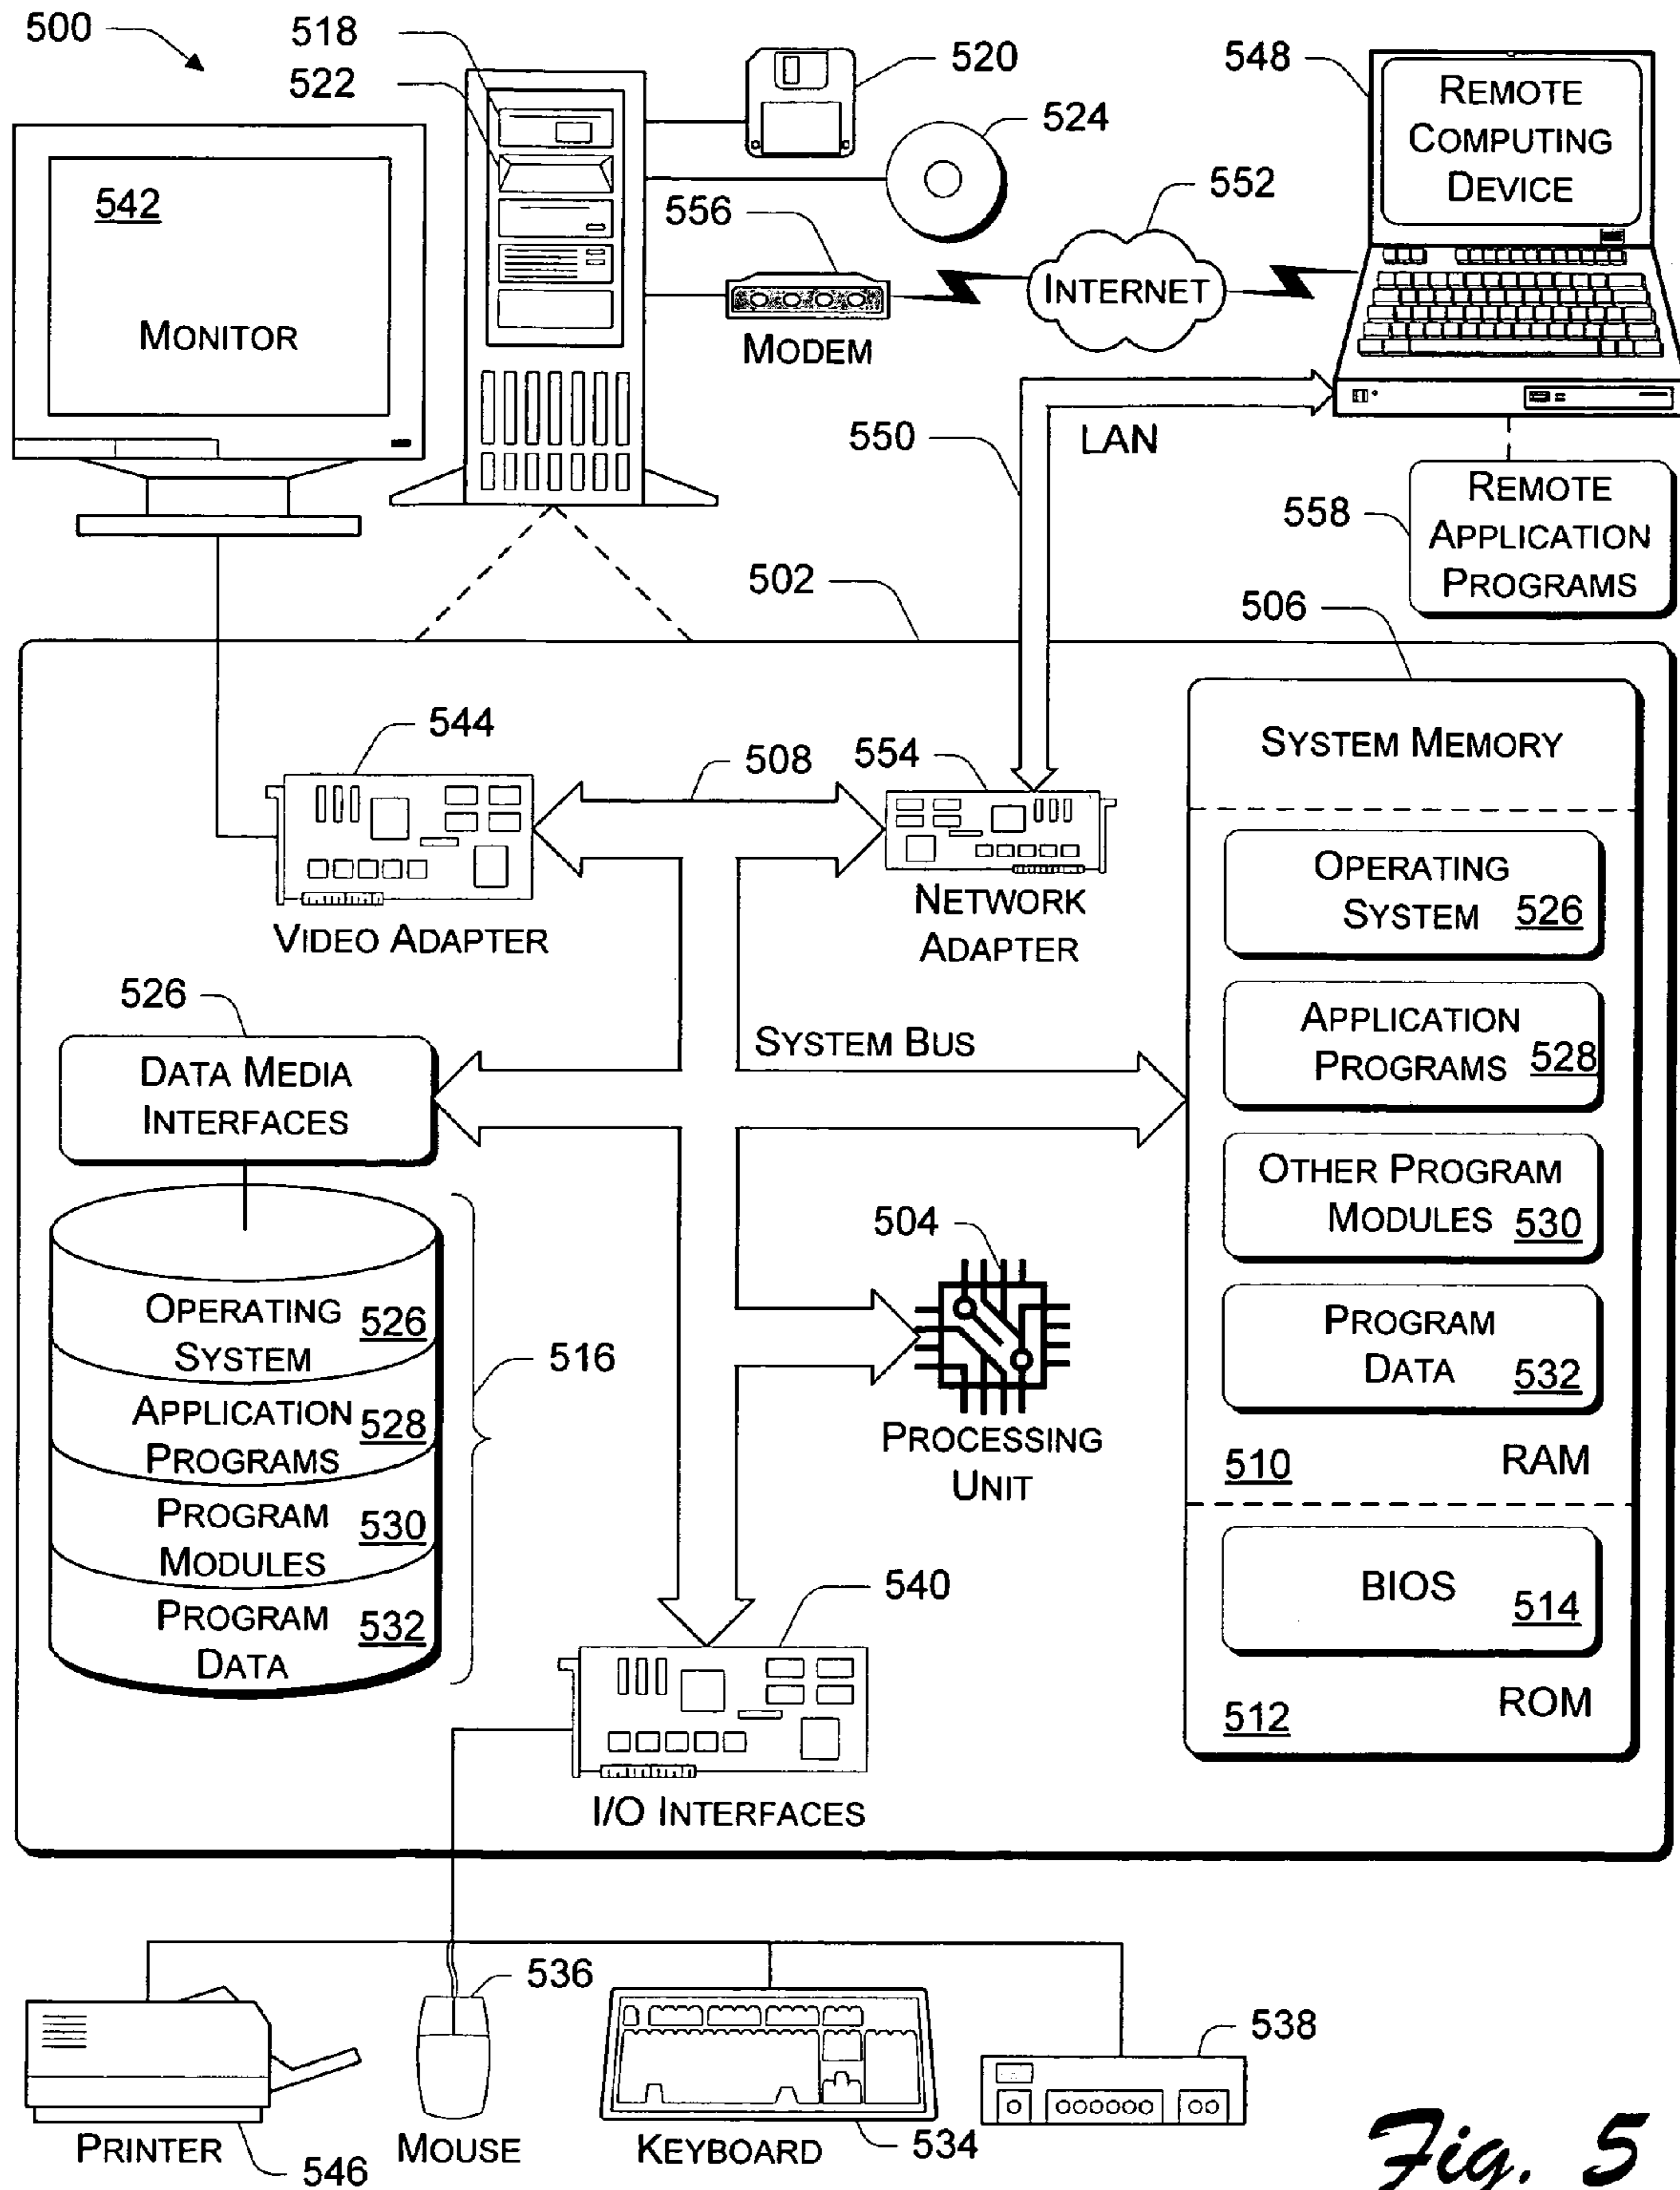 500
518
522
520
548
REMOTE
COMPUTING
DEVICE
524
552
542
556
MONITOR
INTERNET
MODEM
550
LAN
558
REMOTE
APPLICATION
PROGRAMS
502
506
544
508
554
SYSTEM MEMORY
OPERATING
SYSTEM 526
VIDEO ADAPTER
NETWORK
ADAPTER
526
DATA MEDIA
INTERFACES
SYSTEM BUS
APPLICATION
PROGRAMS 528
OTHER PROGRAM
MODULES 530
504
OPERATING
SYSTEM 526
516
PROGRAM
DATA 532
APPLICATION
PROGRAMS 528
PROCESSING
UNIT
510 RAM
PROGRAM
MODULES 530
BIOS 514
540
PROGRAM
DATA 532
512 ROM
I/O INTERFACES
536
538
PRINTER
546
MOUSE
KEYBOARD
534
Fig. 5